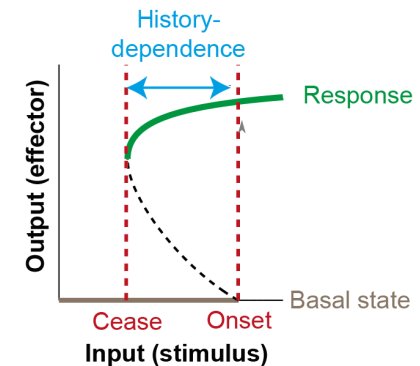 History-
dependence
Response
Output (effector)
Basal state
Cease
Onset
Input (stimulus)